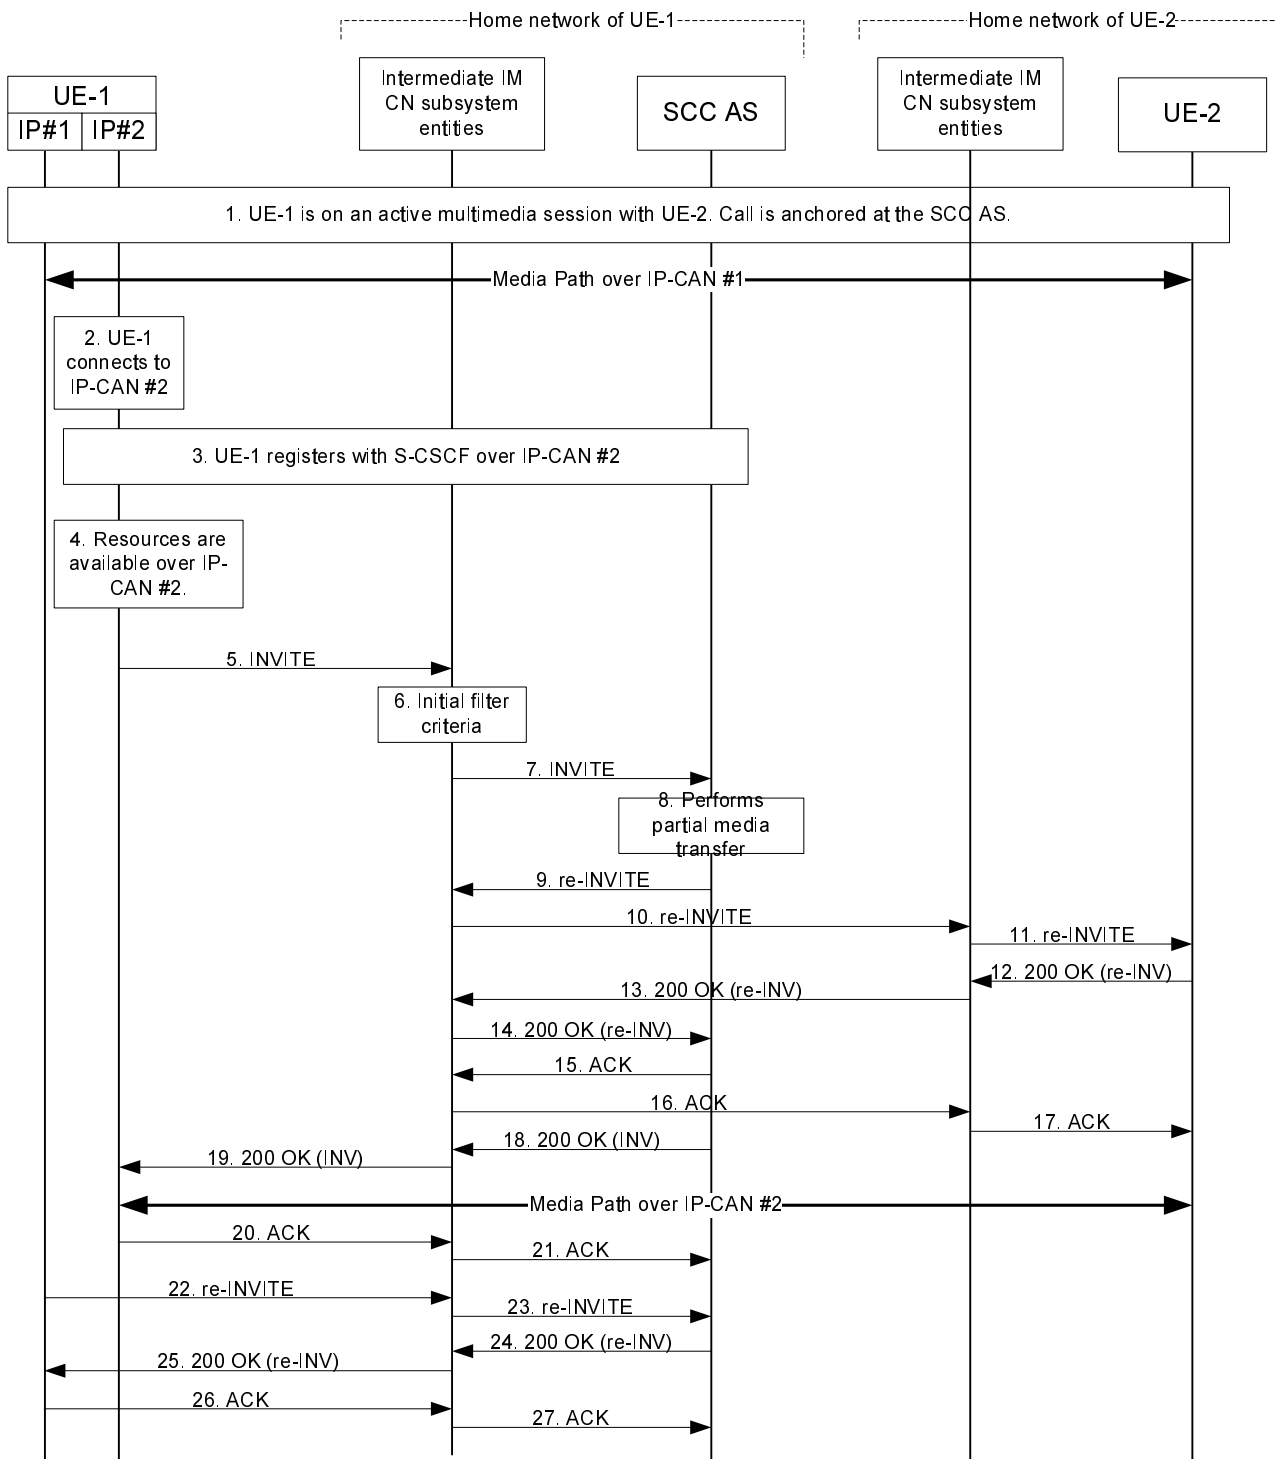 Home network of UE-1
Home network of UE-2
UE-1
IP#1
IP#2
Intermediate IM
CN subsystem
entities
SCC AS
Intermediate IM
CN subsystem
entities
UE-2
1. UE-1 is on an active multimedia session with UE-2. Call is anchored at the SCC AS.
Media Path over IP-CAN #1
2. UE-1
connects to
IP-CAN #2
3. UE-1 registers with S-CSCF over IP-CAN #2
4. Resources are
available over IP-
CAN #2.
5. INVITE
6. Initial filter
criteria
7. INVITE
8. Performs
partial media
transfer
9. re-INVITE
10. re-INVITE
11. re-INVITE
12. 200 OK (re-INV)
13. 200 OK (re-INV)
14. 200 OK (re-INV)
15. ACK
16. ACK
17. ACK
18. 200 OK (INV)
19. 200 OK (INV)
Media Path over IP-CAN #2
20. ACK
21. ACK
22. re-INVITE
23. re-INVITE
24. 200 OK (re-INV)
25. 200 OK (re-INV)
26. ACK
27. ACK